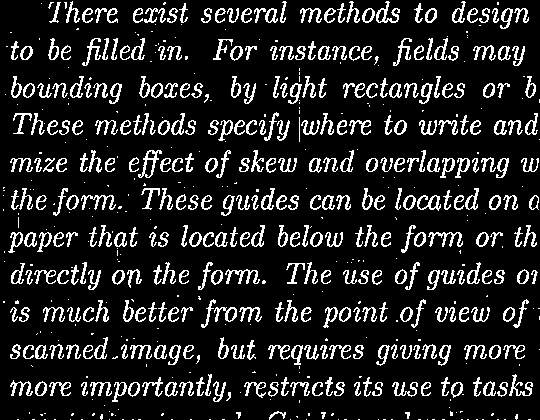 There exist several methods to design
to be filled in. For instance, fields may
bounding boxes, by light rectangles or b
These methods specify where to write and
mize the effect of skew and overlapping w
the form. These guides can be located on a
paper that is located below the form or th
directly on the form. The use of guides on
is much better from the point of view of
scanned image, but requires giving more
more importantly, restricts its use to tasks